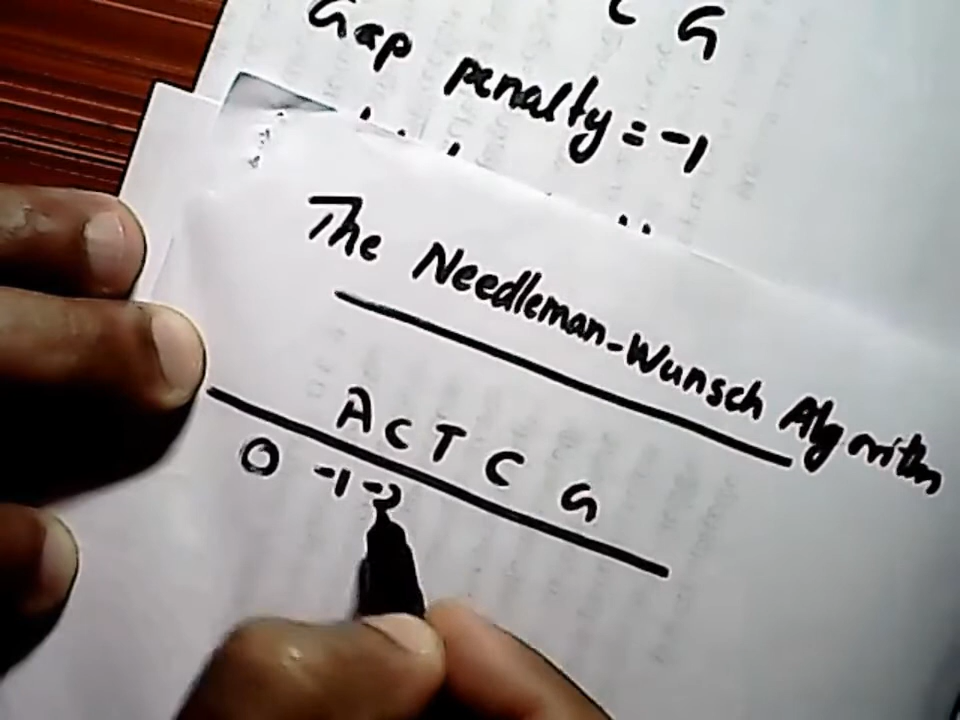 C G
Gap penalty = -1
The Needleman-Wunsch Algorithm
A C T C G
0 -1 -2